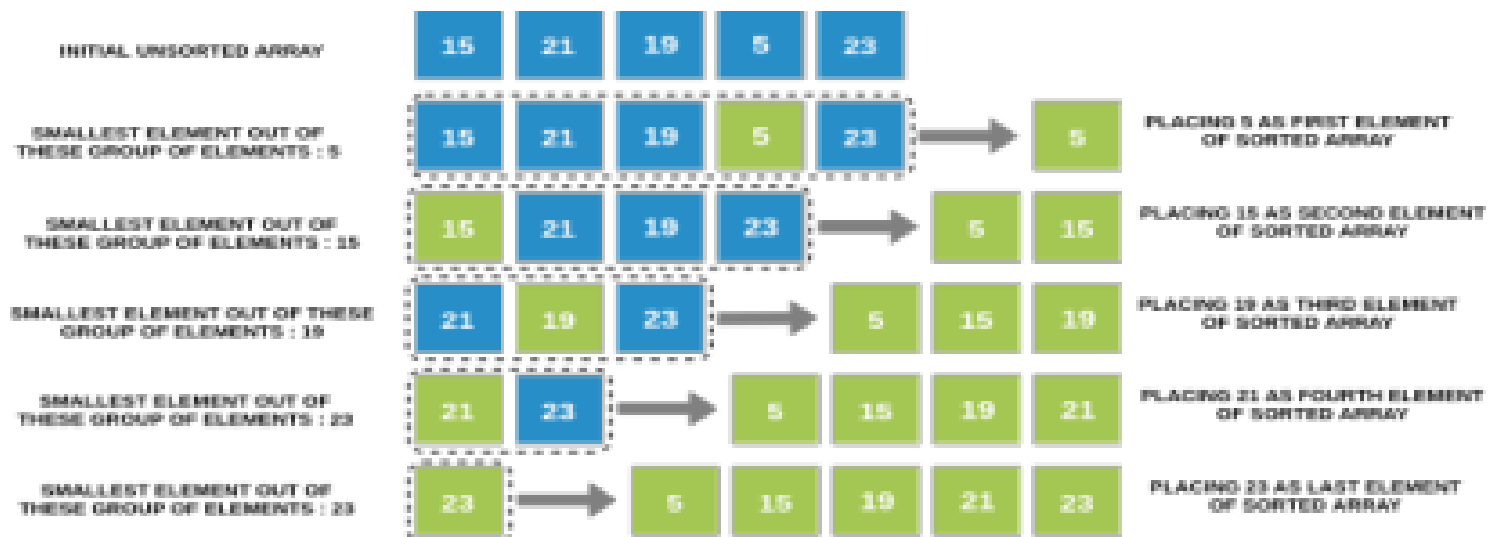 INITIAL UNSORTED ARRAY
15 21 19 5 23
SMALLEST ELEMENT OUT OF
THESE GROUP OF ELEMENTS : 5
15 21 19 5 23
5
PLACING 5 AS FIRST ELEMENT
OF SORTED ARRAY
SMALLEST ELEMENT OUT OF
THESE GROUP OF ELEMENTS : 15
15 21 19 23
5 15
PLACING 15 AS SECOND ELEMENT
OF SORTED ARRAY
SMALLEST ELEMENT OUT OF THESE
GROUP OF ELEMENTS : 19
21 19 23
5 15 19
PLACING 19 AS THIRD ELEMENT
OF SORTED ARRAY
SMALLEST ELEMENT OUT OF
THESE GROUP OF ELEMENTS : 23
21 23
5 15 19 21
PLACING 21 AS FOURTH ELEMENT
OF SORTED ARRAY
SMALLEST ELEMENT OUT OF
THESE GROUP OF ELEMENTS : 23
23
5 15 19 21 23
PLACING 23 AS LAST ELEMENT
OF SORTED ARRAY